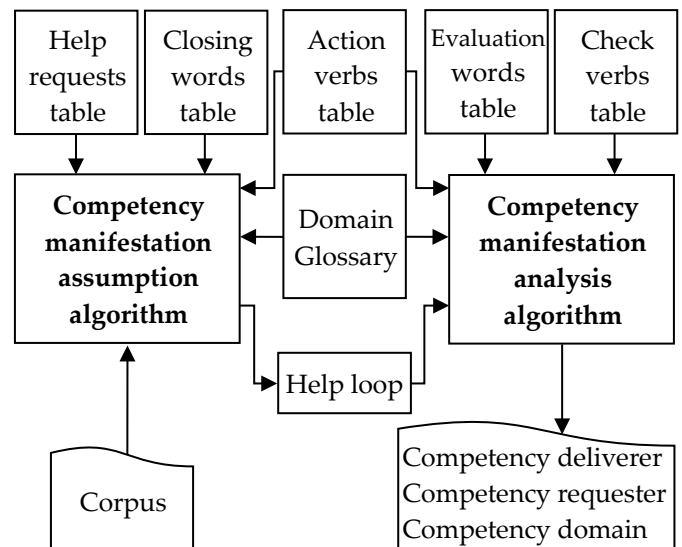 Help
requests
table
Closing
words
table
Action
verbs
table
Evaluation
words
table
Check
verbs
table
Competency
manifestation
assumption
algorithm
Domain
Glossary
Competency
manifestation
analysis
algorithm
Help loop
Corpus
Competency deliverer
Competency requester
Competency domain